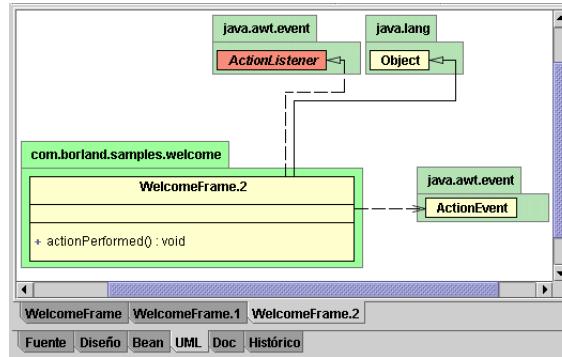 java.awt.event java.lang
ActionListener Object
com.borland.samples.welcome
WelcomeFrame.2
java.awt.event
ActionEvent
+ actionPerformed() : void
WelcomeFrame WelcomeFrame.1 WelcomeFrame.2
Fuente Diseño Bean UML Doc Histórico